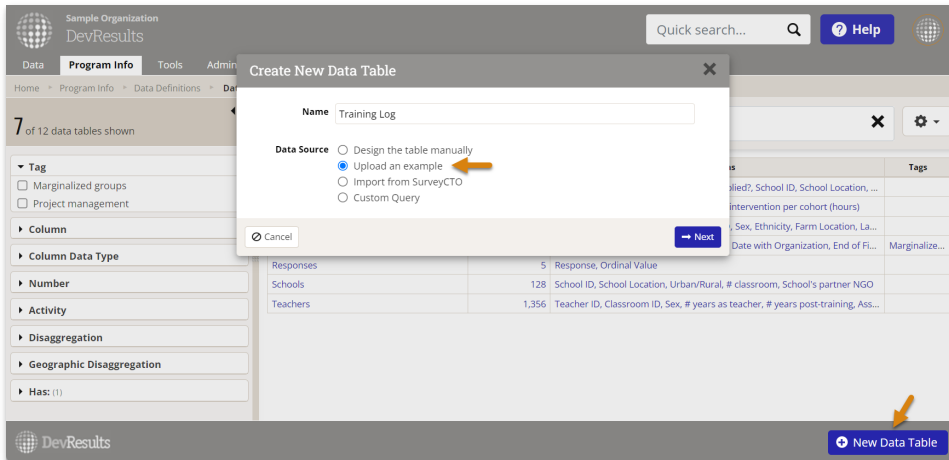 Sample Organization
DevResults
Quick search...
Help
Data Program Info Tools Admin
Home Program Info Data Definitions Da
7 of 12 data tables shown
Tag
Marginalized groups
Project management
Column
Column Data Type
Number
Activity
Disaggregation
Geographic Disaggregation
Has: (1)
Create New Data Table
Name Training Log
Data Source Design the table manually
Upload an example
Import from SurveyCTO
Custom Query
Cancel
Next
s Tags
plied?, School ID, School Location, ...
intervention per cohort (hours)
, Sex, Ethnicity, Farm Location, La...
Date with Organization, End of Fi... Marginalize...
Responses 5 Response, Ordinal Value
Schools 128 School ID, School Location, Urban/Rural, # classroom, School's partner NGO
Teachers 1,356 Teacher ID, Classroom ID, Sex, # years as teacher, # years post-training, Ass...
DevResults
New Data Table